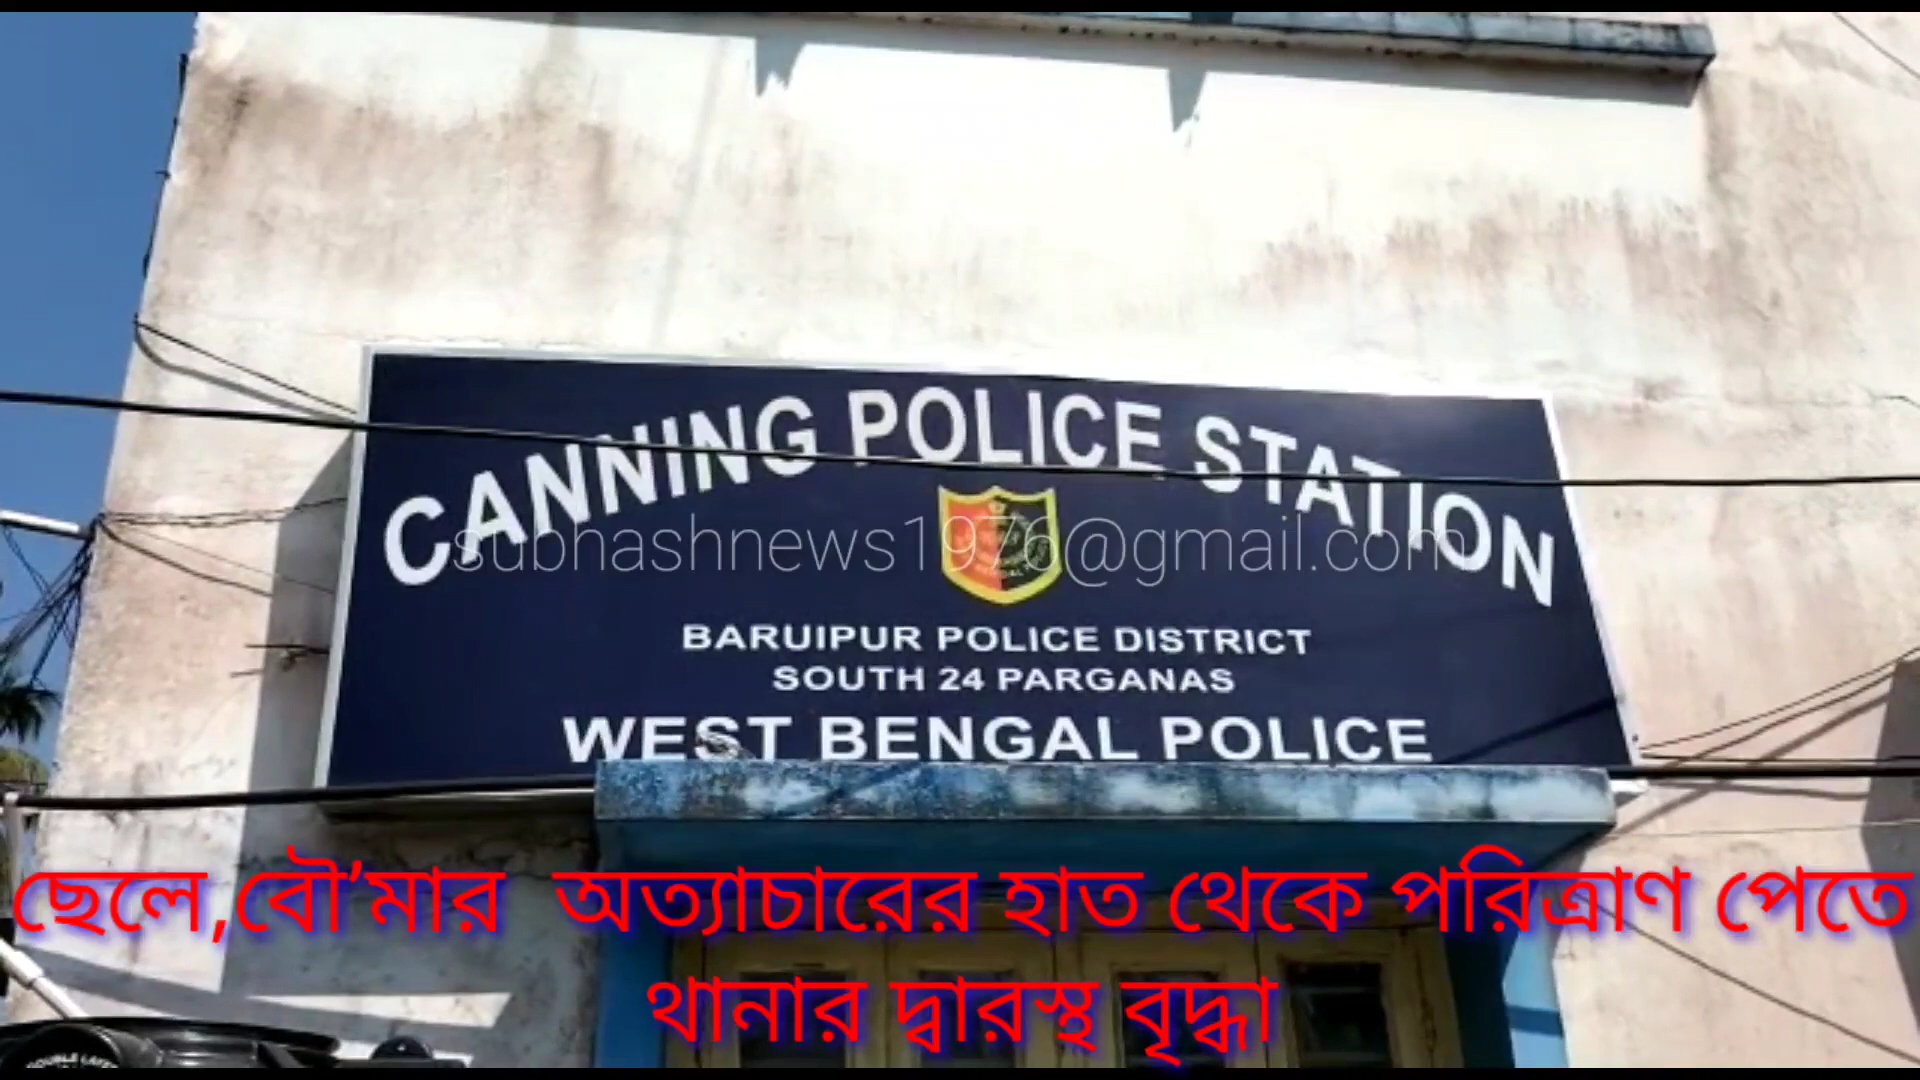 CANNING POLICE STATION
subhashnews1976@gmail.com
BARUIPUR POLICE DISTRICT
SOUTH 24 PARGANAS
WEST BENGAL POLICE
ছেলে,বৌ'মার অত্যাচারের হাত থেকে পরিত্রাণ পেতে
থানার দ্বারস্থ বৃদ্ধা